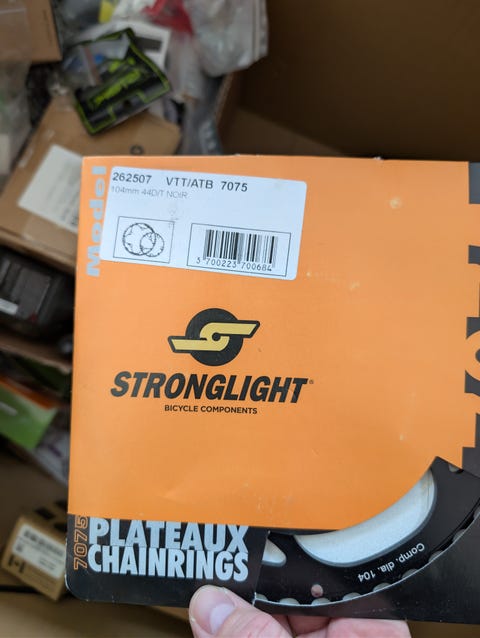 Model
262507 VTT/ATB 7075
104mm 44D/T NOIR
3 700223 700684
STRONGLIGHT®
BICYCLE COMPONENTS
7075
PLATEAUX
CHAINRINGS
Comp. dia. 104